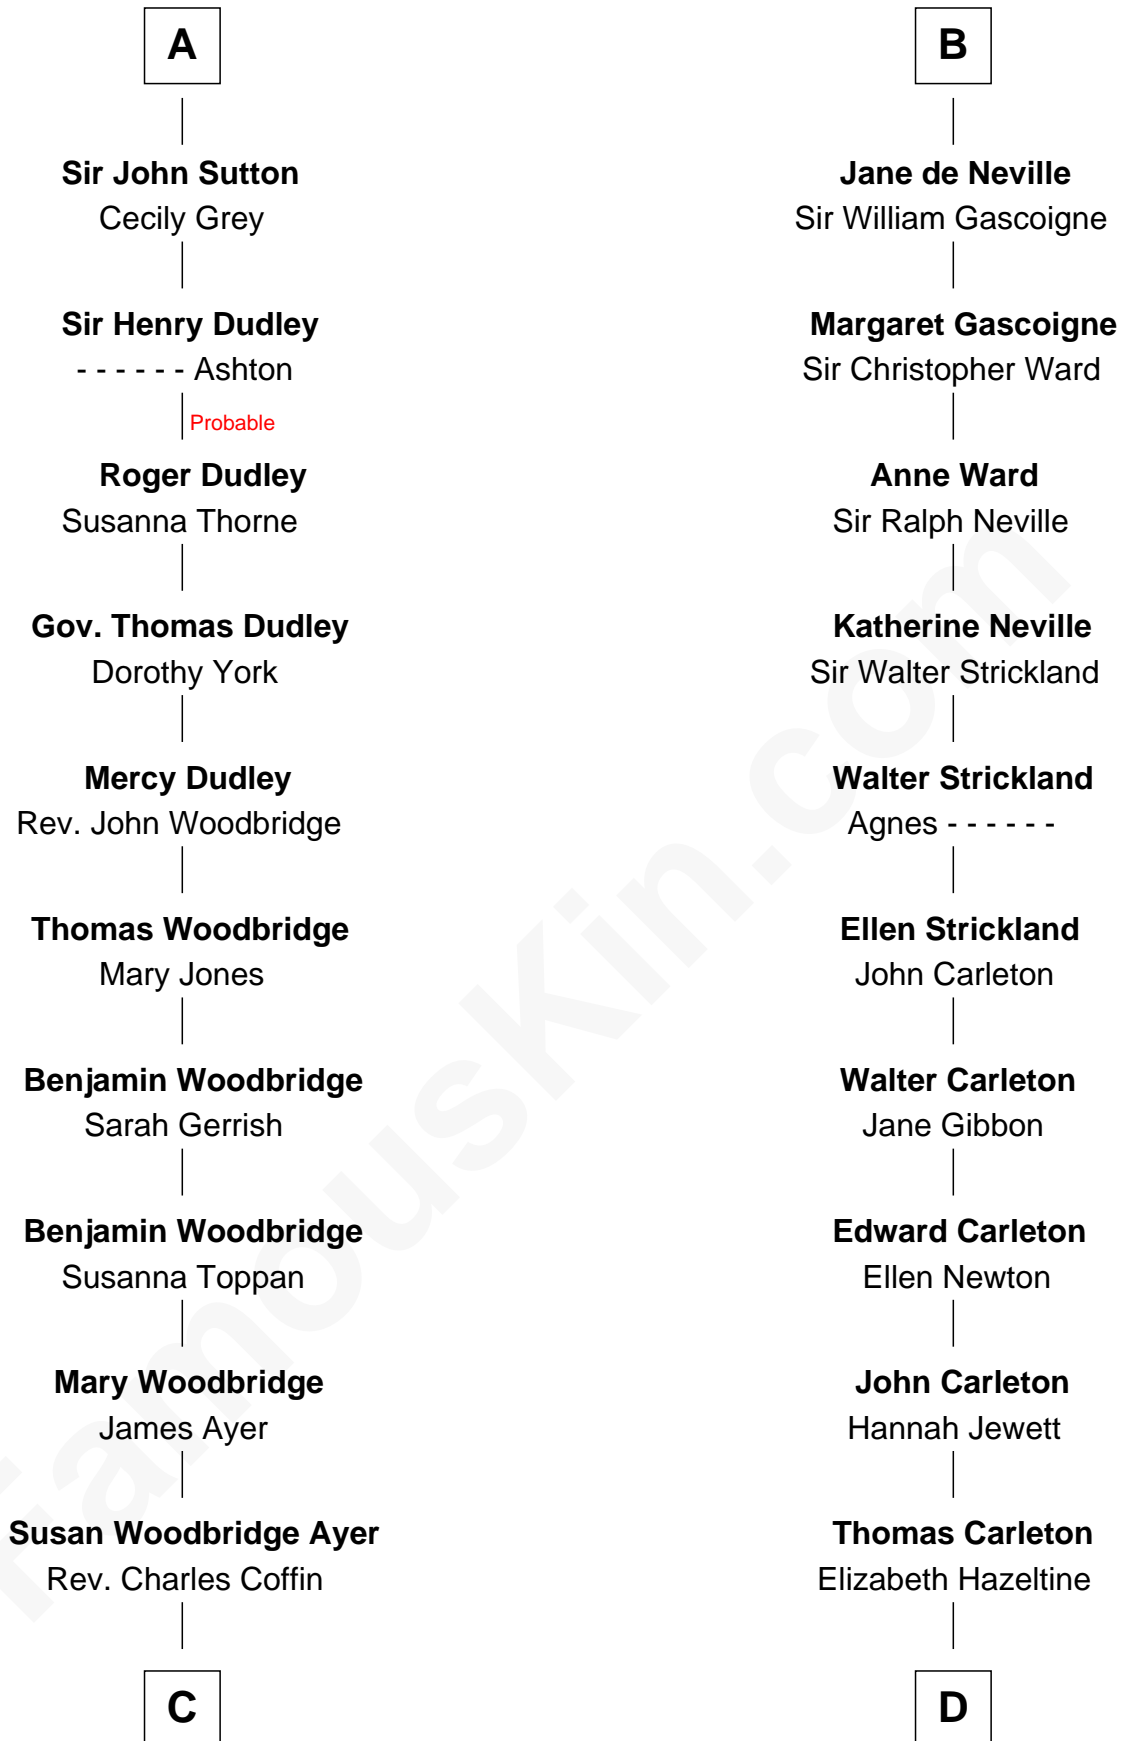 A
Sir John Sutton
Cecily Grey
Sir Henry Dudley
- - - - - - Ashton
Probable
Roger Dudley
Susanna Thorne
Gov. Thomas Dudley
Dorothy York
Mercy Dudley
Rev. John Woodbridge
Thomas Woodbridge
Mary Jones
Benjamin Woodbridge
Sarah Gerrish
Benjamin Woodbridge
Susanna Toppan
Mary Woodbridge
James Ayer
Susan Woodbridge Ayer
Rev. Charles Coffin
C
B
Jane de Neville
Sir William Gascoigne
Margaret Gascoigne
Sir Christopher Ward
Anne Ward
Sir Ralph Neville
Katherine Neville
Sir Walter Strickland
Walter Strickland
Agnes - - - - - -
Ellen Strickland
John Carleton
Walter Carleton
Jane Gibbon
Edward Carleton
Ellen Newton
John Carleton
Hannah Jewett
Thomas Carleton
Elizabeth Hazeltine
D
FamousKin.com